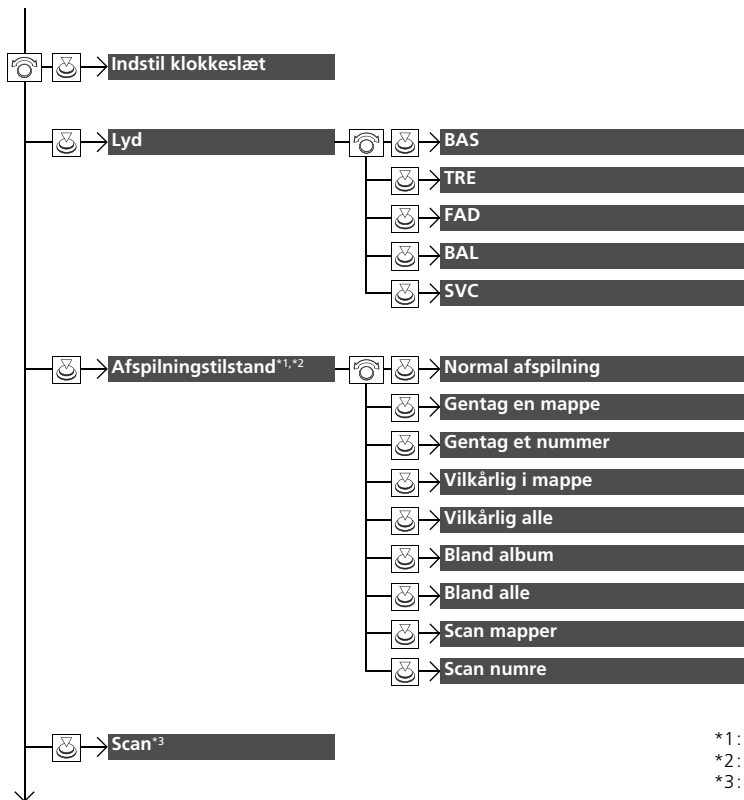 Indstil klokkeslæt
Lyd
BAS
TRE
FAD
BAL
SVC
Afspilningstilstand*1,*2
Normal afspilning
Gentag en mappe
Gentag et nummer
Vilkårlig i mappe
Vilkårlig alle
Bland album
Bland alle
Scan mapper
Scan numre
Scan*3
*1:
*2:
*3: